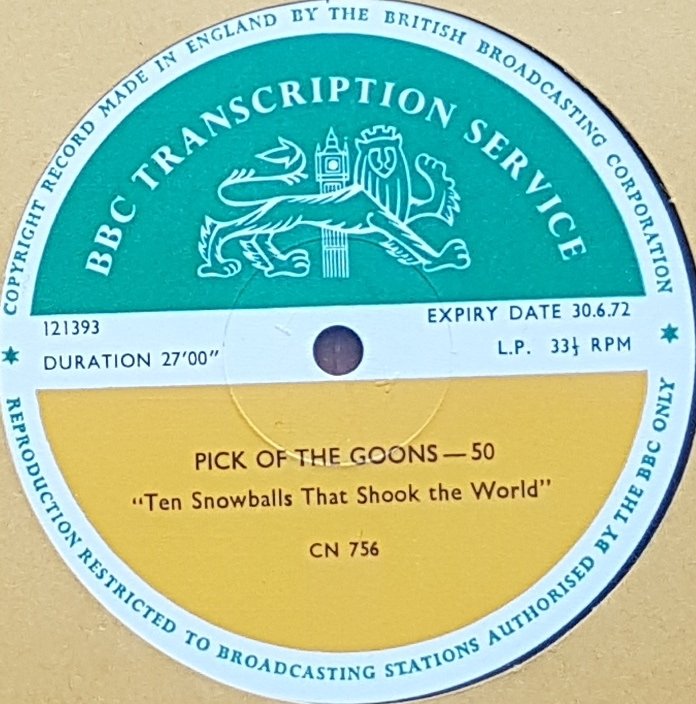 COPYRIGHT RECORD MADE IN ENGLAND BY THE BRITISH BROADCASTING CORPORATION
BBC TRANSCRIPTION SERVICE
121393
EXPIRY DATE 30.6.72
DURATION 27'00"
L.P. 33⅓ RPM
PICK OF THE GOONS—50
"Ten Snowballs That Shook the World"
CN 756
REPRODUCTION RESTRICTED TO BROADCASTING STATIONS AUTHORISED BY THE BBC ONLY